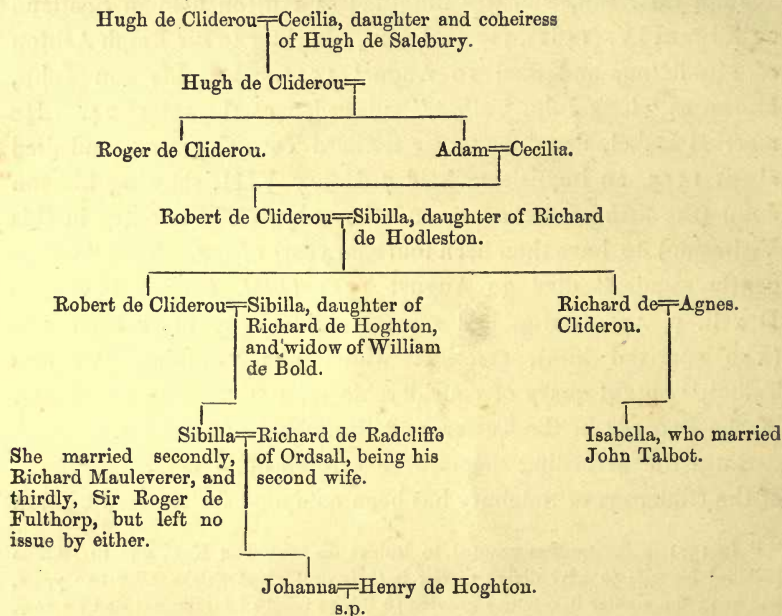 Hugh de Cliderou Cecilia, daughter and coheiress
of Hugh de Salebury.
Hugh de Cliderou
Roger de Cliderou. Adam Cecilia.
Robert de Cliderou Sibilla, daughter of Richard
de Hodleston.
Robert de Cliderou Sibilla, daughter of
Richard de Hoghton,
and widow of William
de Bold.
Richard de Agnes.
Cliderou.
Sibilla Richard de Radcliffe
of Ordsall, being his
second wife.
She married secondly,
Richard Mauleverer, and
thirdly, Sir Roger de
Fulthorp, but left no
issue by either.
Isabella, who married
John Talbot.
Johanna Henry de Hoghton.
s.p.